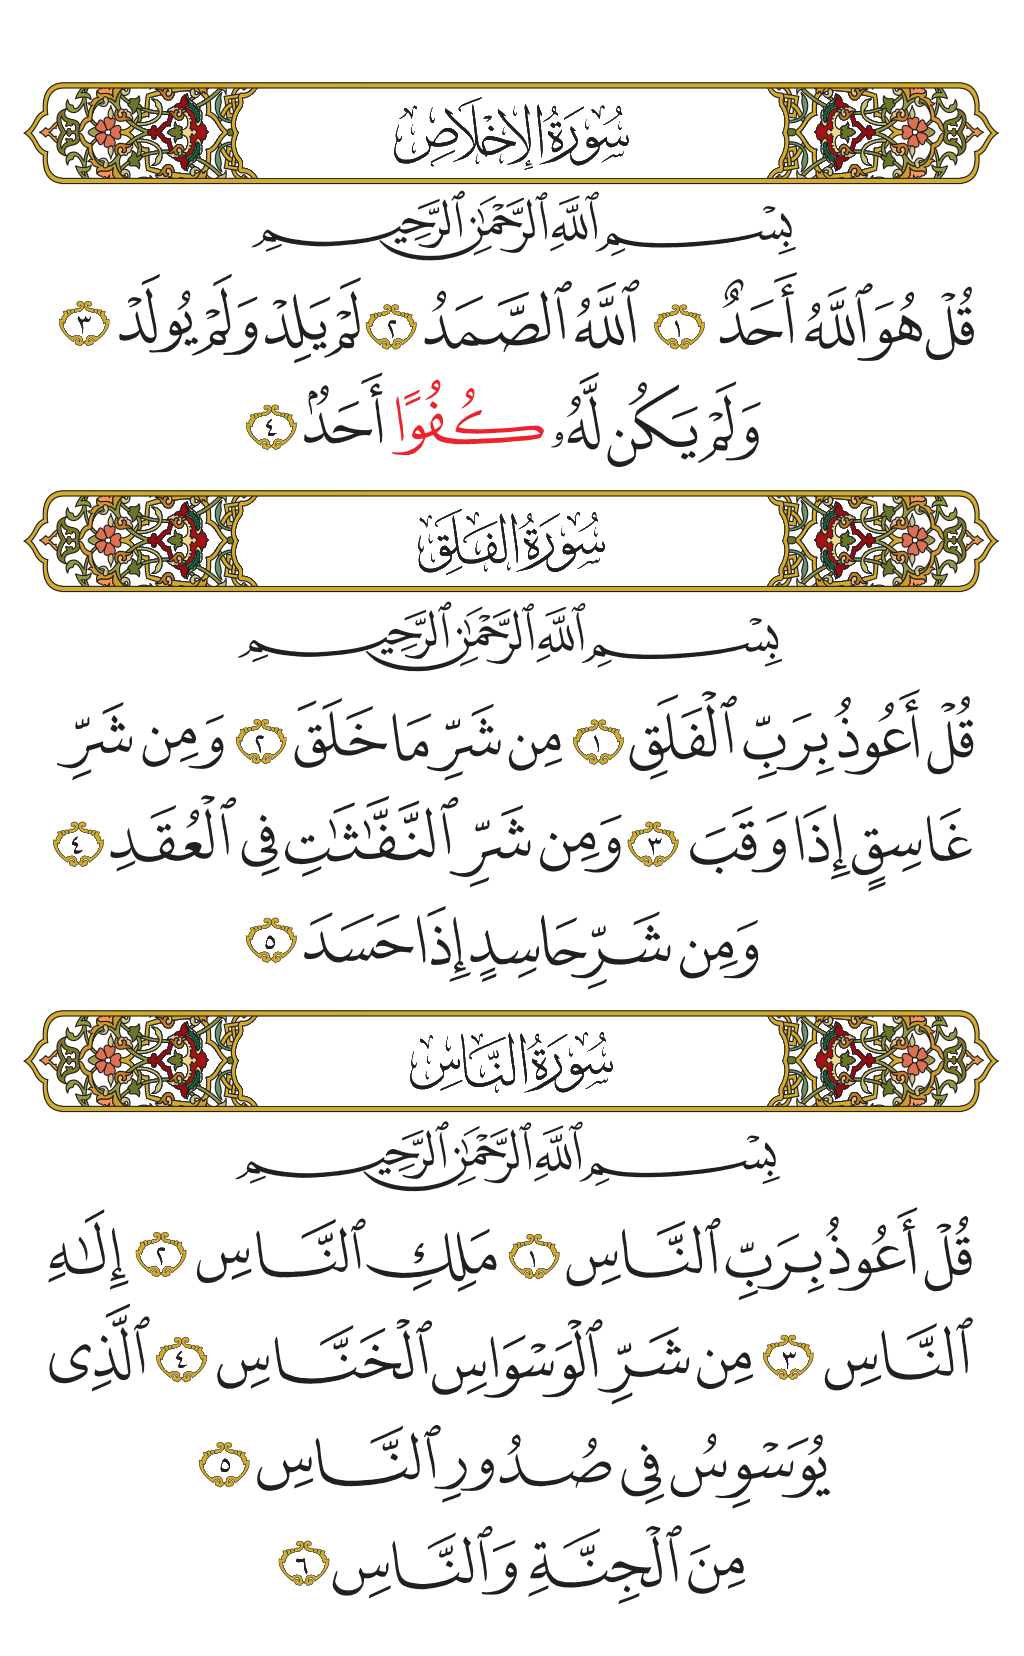 سُورَةُ الإِخْلَاصِ
بِسْمِ ٱللَّهِ ٱلرَّحْمَٰنِ ٱلرَّحِيمِ
قُلْ هُوَ ٱللَّهُ أَحَدٌ ١ ٱللَّهُ ٱلصَّمَدُ ٢ لَمْ يَلِدْ وَلَمْ يُولَدْ ٣
وَلَمْ يَكُن لَّهُۥ كُفُوًا أَحَدٌۢ ٤
سُورَةُ الفَلَقِ
بِسْمِ ٱللَّهِ ٱلرَّحْمَٰنِ ٱلرَّحِيمِ
قُلْ أَعُوذُ بِرَبِّ ٱلْفَلَقِ ١ مِن شَرِّ مَا خَلَقَ ٢ وَمِن شَرِّ
غَاسِقٍ إِذَا وَقَبَ ٣ وَمِن شَرِّ ٱلنَّفَّٰثَٰتِ فِى ٱلْعُقَدِ ٤
وَمِن شَرِّ حَاسِدٍ إِذَا حَسَدَ ٥
سُورَةُ النَّاسِ
بِسْمِ ٱللَّهِ ٱلرَّحْمَٰنِ ٱلرَّحِيمِ
قُلْ أَعُوذُ بِرَبِّ ٱلنَّاسِ ١ مَلِكِ ٱلنَّاسِ ٢ إِلَٰهِ
ٱلنَّاسِ ٣ مِن شَرِّ ٱلْوَسْوَاسِ ٱلْخَنَّاسِ ٤ ٱلَّذِى
يُوَسْوِسُ فِى صُدُورِ ٱلنَّاسِ ٥
مِنَ ٱلْجِنَّةِ وَٱلنَّاسِ ٦